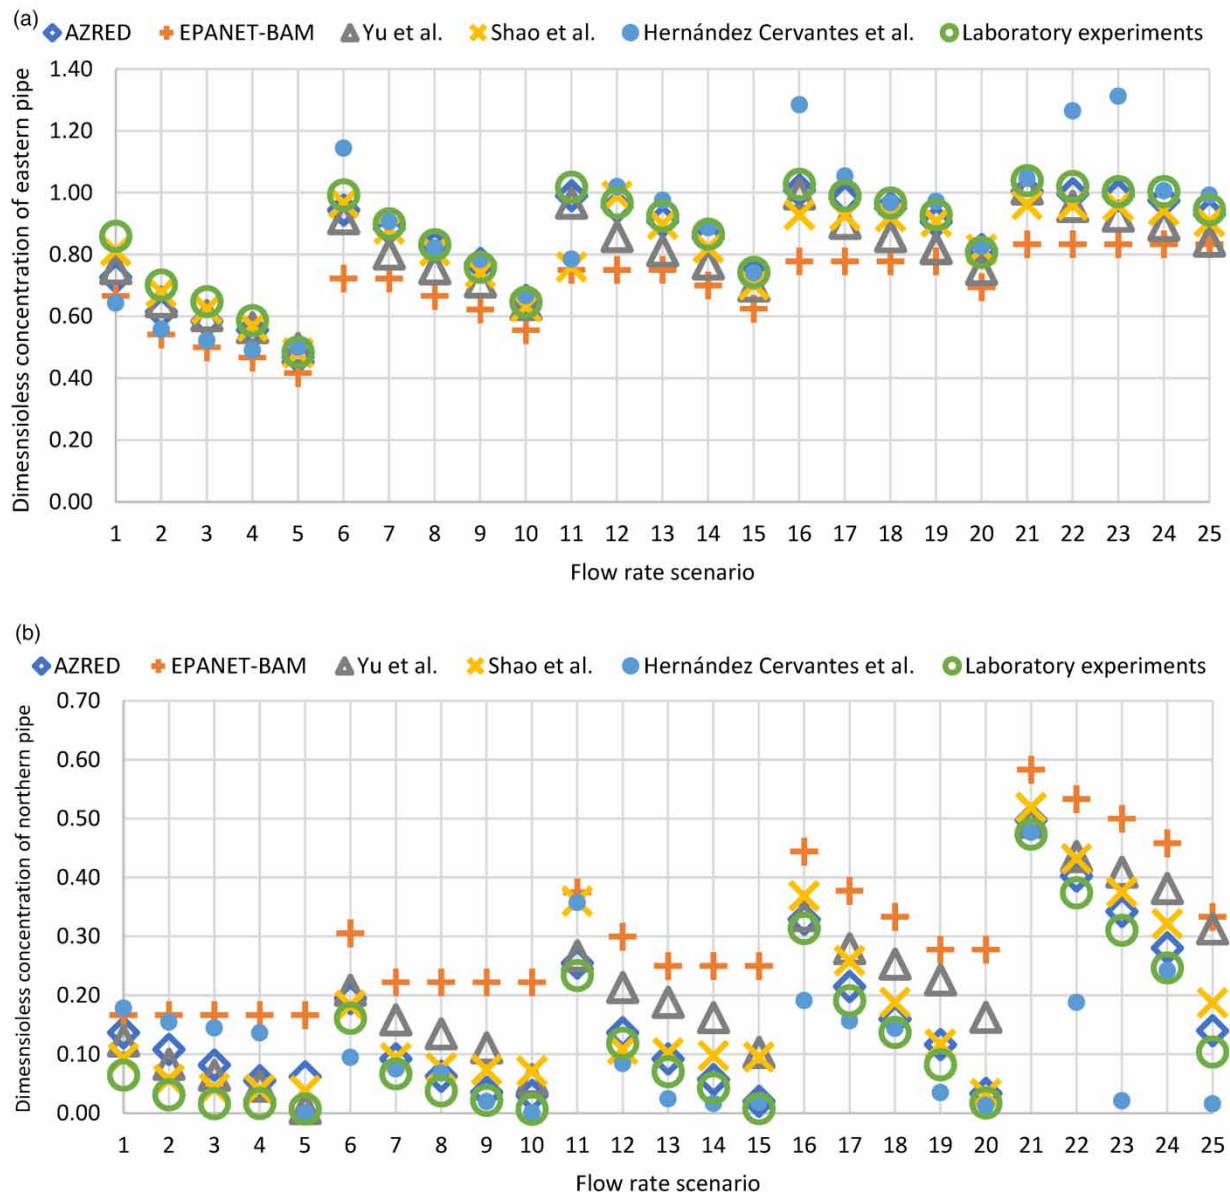 (a)
AZRED EPANET-BAM Yu et al. Shao et al. Hernández Cervantes et al. Laboratory experiments
Dimesnsioless concentration of eastern pipe
1.40
1.20
1.00
0.80
0.60
0.40
0.20
0.00
1 2 3 4 5 6 7 8 9 10 11 12 13 14 15 16 17 18 19 20 21 22 23 24 25
Flow rate scenario
(b)
AZRED EPANET-BAM Yu et al. Shao et al. Hernández Cervantes et al. Laboratory experiments
Dimesnsioless concentration of northern pipe
0.70
0.60
0.50
0.40
0.30
0.20
0.10
0.00
1 2 3 4 5 6 7 8 9 10 11 12 13 14 15 16 17 18 19 20 21 22 23 24 25
Flow rate scenario